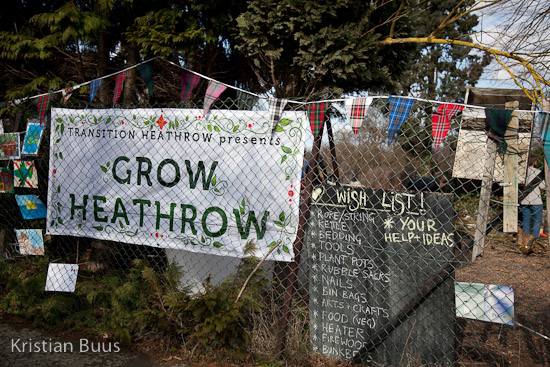 TRANSITION HEATHROW presents
GROW
HEATHROW
WISH LIST!
* ROPE/STRING
* KETTLE
* BEDDING
* TOOLS
* PLANT POTS
* RUBBLE SACKS
* NAILS
* BIN BAGS
* ARTS + CRAFTS
* FOOD (VEG)
* HEATER
* FIREWOOD
* YOUR
HELP + IDEAS
Kristian Buus